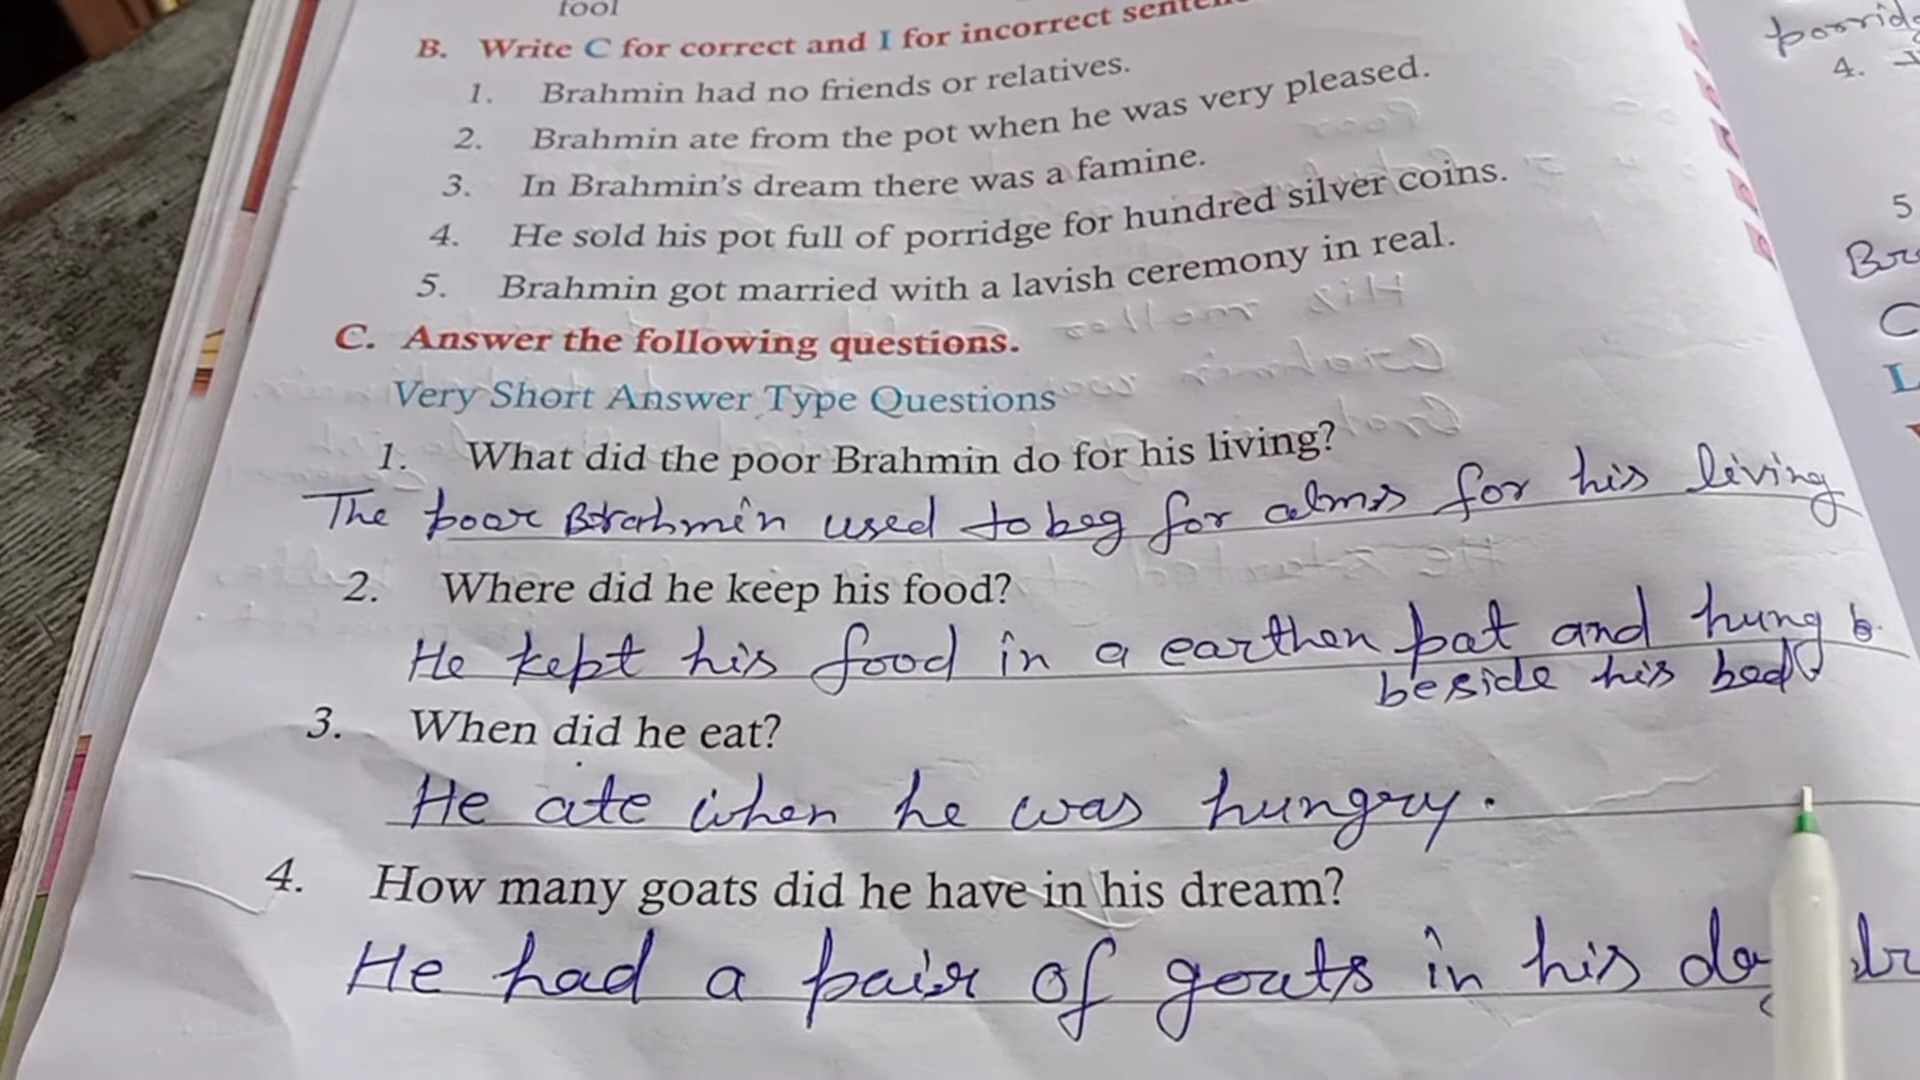 fool
B. Write C for correct and I for incorrect
1. Brahmin had no friends or relatives.
2. Brahmin ate from the pot when he was very pleased.
3. In Brahmin's dream there was a famine.
4. He sold his pot full of porridge for hundred silver coins.
5. Brahmin got married with a lavish ceremony in real.
C. Answer the following questions.
Very Short Answer Type Questions
1. What did the poor Brahmin do for his living?
The poor Brahmin used to beg for alms for his living
2. Where did he keep his food?
He kept his food in a earthen pot and hung
beside his bed
3. When did he eat?
He ate when he was hungry.
4. How many goats did he have in his dream?
He had a pair of goats in his
4.
5